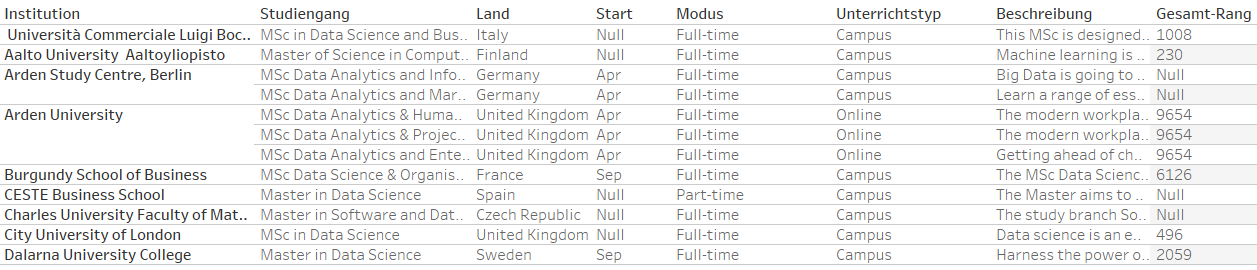 Institution Studiengang Land Start Modus Unterrichtstyp Beschreibung Gesamt-Rang
Università Commerciale Luigi Boc.. MSc in Data Science and Bus.. Italy Null Full-time Campus This MSc is designed.. 1008
Aalto University Aaltoyliopisto Master of Science in Comput.. Finland Null Full-time Campus Machine learning is .. 230
Arden Study Centre, Berlin MSc Data Analytics and Info.. Germany Apr Full-time Campus Big Data is going to .. Null
MSc Data Analytics and Mar.. Germany Apr Full-time Campus Learn a range of ess.. Null
Arden University MSc Data Analytics & Huma.. United Kingdom Apr Full-time Online The modern workpla.. 9654
MSc Data Analytics & Projec.. United Kingdom Apr Full-time Online The modern workpla.. 9654
MSc Data Analytics and Ente.. United Kingdom Apr Full-time Online Getting ahead of ch.. 9654
Burgundy School of Business MSc Data Science & Organis.. France Sep Full-time Campus The MSc Data Scienc.. 6126
CESTE Business School Master in Data Science Spain Null Part-time Campus The Master aims to .. Null
Charles University Faculty of Mat.. Master in Software and Dat.. Czech Republic Null Full-time Campus The study branch So.. Null
City University of London MSc in Data Science United Kingdom Null Full-time Campus Data science is an e.. 496
Dalarna University College Master in Data Science Sweden Sep Full-time Campus Harness the power o.. 2059